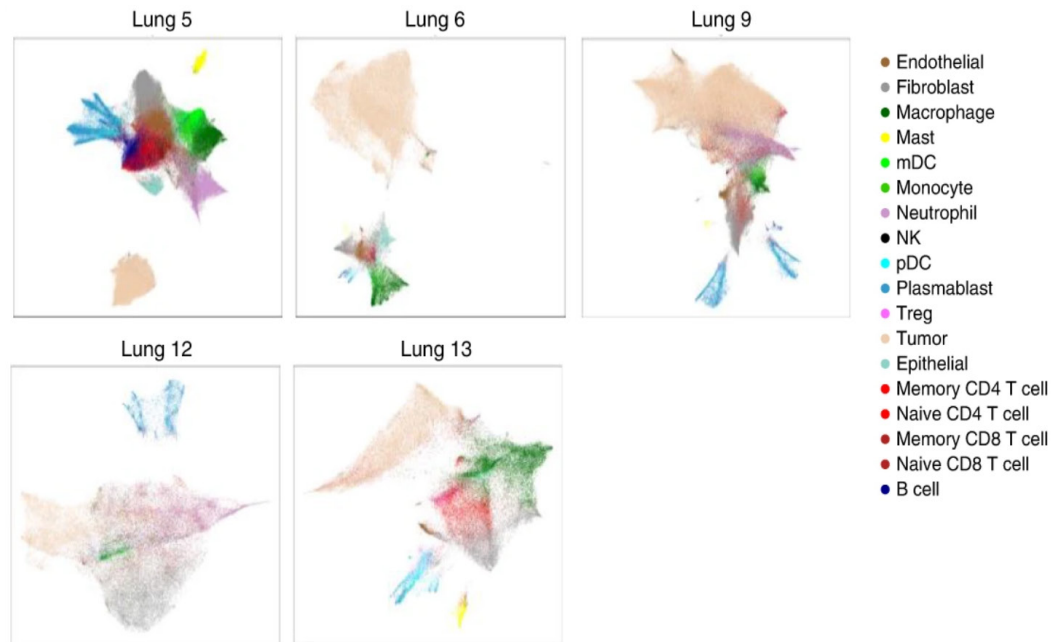 Lung 5
Lung 6
Lung 9
Endothelial
Fibroblast
Macrophage
Mast
mDC
Monocyte
Neutrophil
NK
pDC
Plasmablast
Treg
Tumor
Epithelial
Memory CD4 T cell
Naive CD4 T cell
Memory CD8 T cell
Naive CD8 T cell
B cell
Lung 12
Lung 13